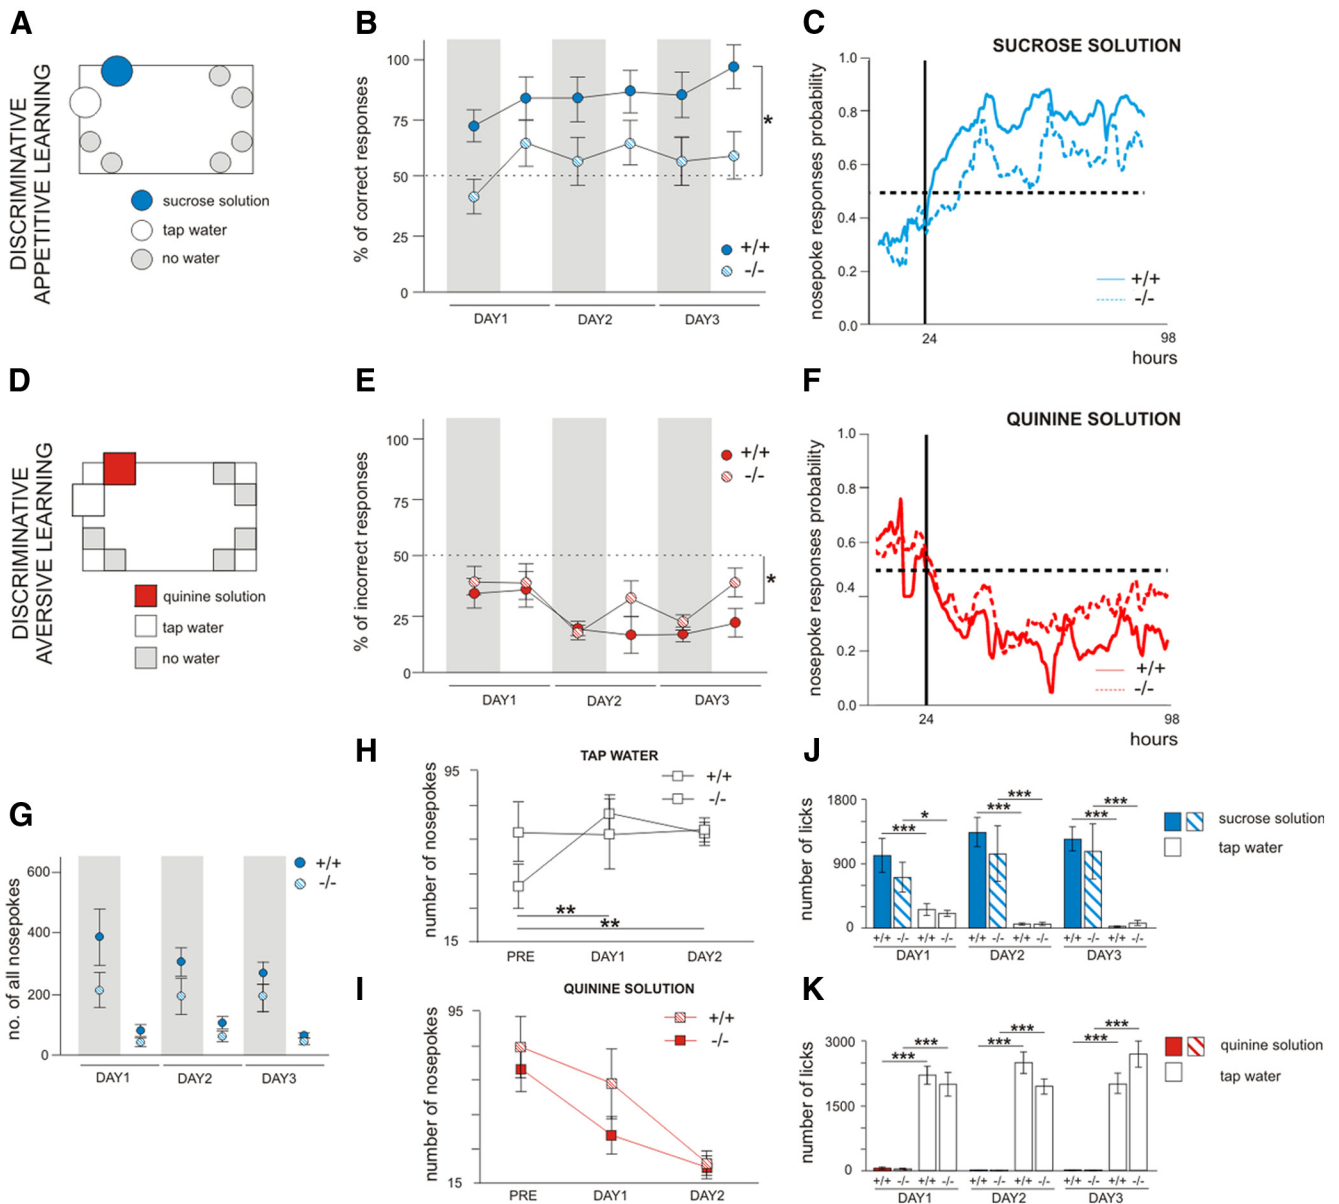 A
DISCRIMINATIVE
APPETITIVE LEARNING
sucrose solution
tap water
no water
B
% of correct responses
100
75
50
25
0
*
+/+
-/-
DAY1 DAY2 DAY3
C
SUCROSE SOLUTION
nosepoke responses probability
1.0
0.8
0.6
0.4
0.2
0.0
+/+
-/-
24 98
hours
D
DISCRIMINATIVE
AVERSIVE LEARNING
quinine solution
tap water
no water
E
% of incorrect responses
100
75
50
25
0
+/+
-/-
*
DAY1 DAY2 DAY3
F
QUININE SOLUTION
nosepoke responses probability
1.0
0.8
0.6
0.4
0.2
0.0
+/+
-/-
24 98
hours
G
no. of all nosepokes
600
400
200
0
+/+
-/-
DAY1 DAY2 DAY3
H
TAP WATER
number of nosepokes
95
15
+/+
-/-
**
**
PRE DAY1 DAY2
I
QUININE SOLUTION
number of nosepokes
95
15
+/+
-/-
PRE DAY1 DAY2
J
number of licks
1800
900
0
*
***
***
***
***
***
sucrose solution
tap water
+/+ -/- +/+ -/- +/+ -/- +/+ -/- +/+ -/- +/+ -/-
DAY1 DAY2 DAY3
K
number of licks
3000
1500
0
***
***
***
***
***
***
quinine solution
tap water
+/+ -/- +/+ -/- +/+ -/- +/+ -/- +/+ -/- +/+ -/-
DAY1 DAY2 DAY3